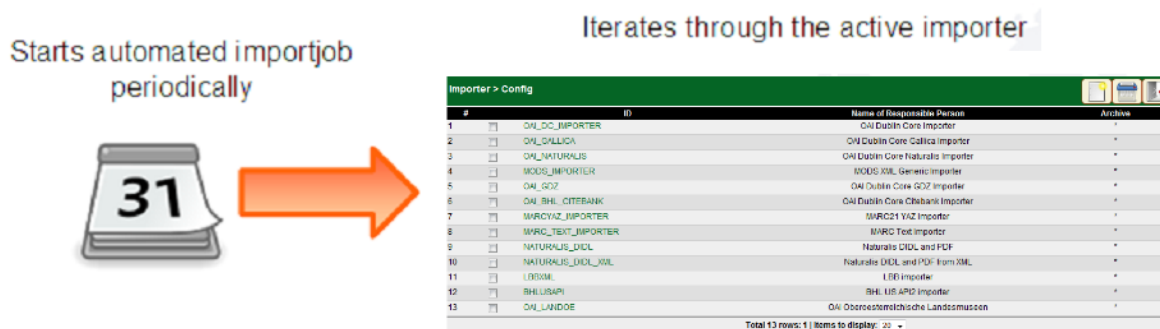 Iterates through the active importer
Starts automated importjob
periodically
31
Importer > Config
# ID Name of Responsible Person Archive
1 OAI_DC_IMPORTER OAI Dublin Core Importer *
2 OAI_GALLICA OAI Dublin Core Gallica Importer *
3 OAI_NATURALIS OAI Dublin Core Naturalis Importer *
4 MODS_IMPORTER MODS XML Generic Importer *
5 OAI_GDZ OAI Dublin Core GDZ Importer *
6 OAI_BHL_CITEBANK OAI Dublin Core Citebank Importer *
7 MARCYAZ_IMPORTER MARC21 YAZ Importer *
8 MARC_TEXT_IMPORTER MARC Text Importer *
9 NATURALIS_DIDL Naturalis DIDL and PDF *
10 NATURALIS_DIDL_XML Naturalis DIDL and PDF from XML *
11 LBBXML LBB importer *
12 BHLUSAPI BHL US API2 importer *
13 OAI_LANDOE OAI Oberoesterreichische Landesmuseen *
Total 13 rows: 1 | Items to display: 20